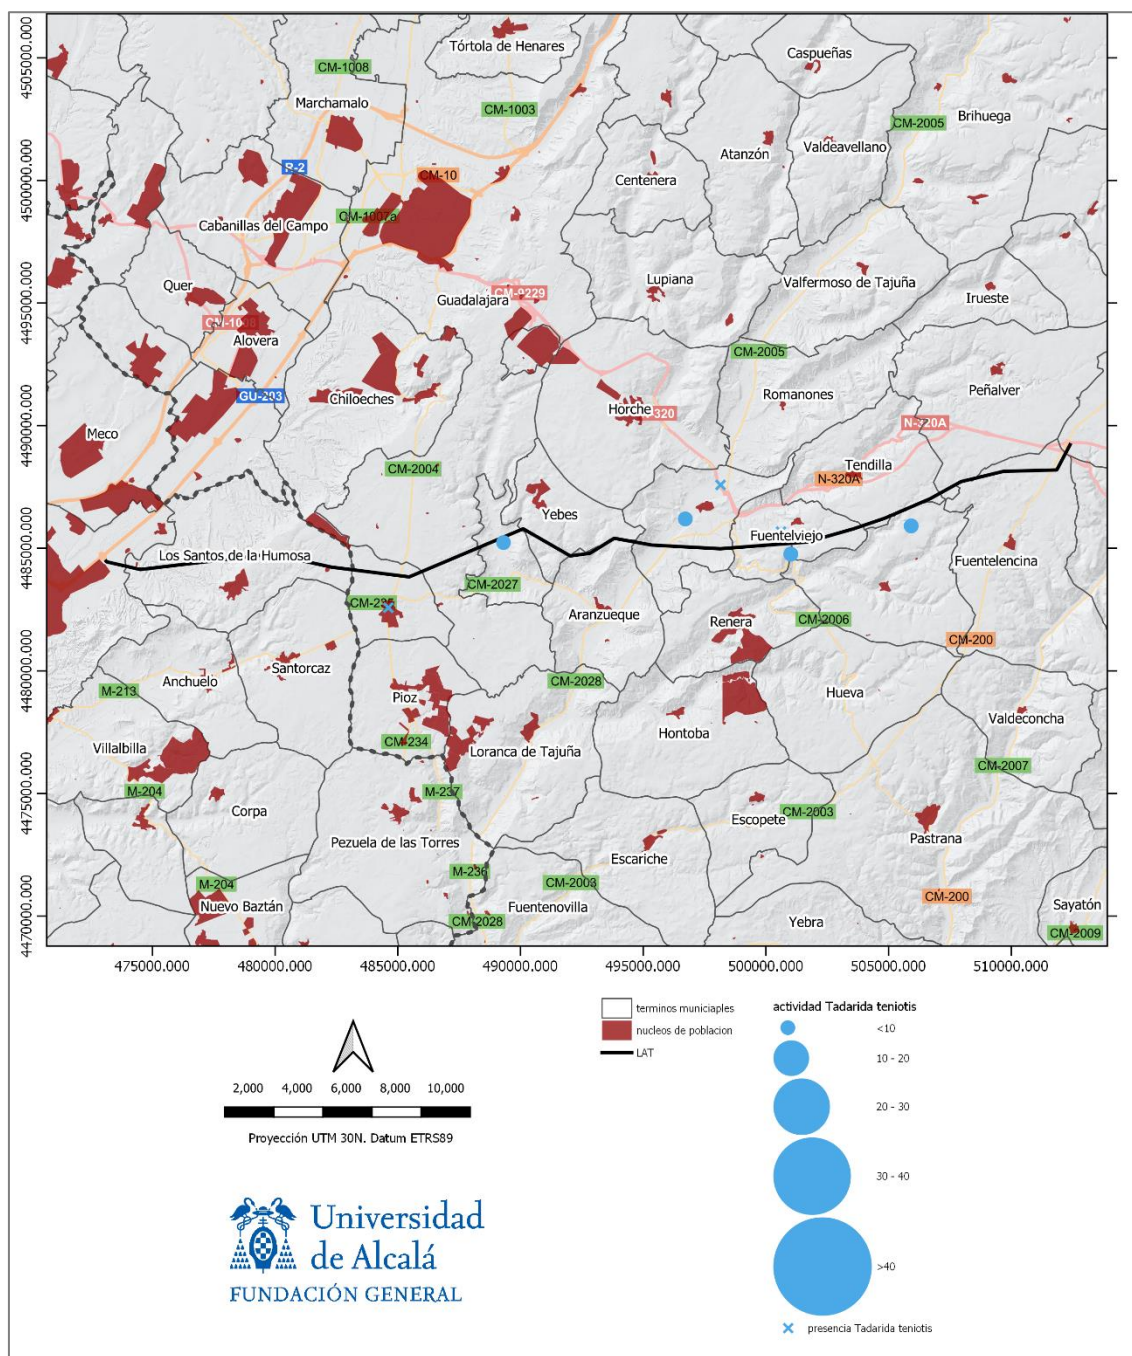 Tórtola de Henares
Caspueñas
CM-1008
Marchamalo
CM-1003
Brihuega
CM-2005
Atanzón
Valdeavellano
R-2
CM-10
Centenera
CM-1007a
Cabanillas del Campo
Quer
Lupiana
Valfermoso de Tajuña
Irueste
CM-9229
Guadalajara
CM-1008
Alovera
CM-2005
GU-203
Chiloeches
Romanones
Peñalver
Horche
N-320
Meco
N-320A
CM-2004
Tendilla
N-320A
Yebes
Fuentelviejo
Los Santos de la Humosa
Fuentelencina
CM-2027
CM-235
Aranzueque
Renera
CM-2006
CM-200
Santorcaz
Anchuelo
M-213
CM-2028
Pioz
Hueva
Valdeconcha
CM-234
Villalbilla
Loranca de Tajuña
Hontoba
CM-2007
M-204
M-237
Corpa
Escopete
CM-2003
Pezuela de las Torres
Pastrana
Escariche
M-236
M-204
CM-2003
CM-200
Nuevo Baztán
Fuentenovilla
Sayatón
CM-2028
Yebra
CM-2009
4505000.000
4500000.000
4495000.000
4490000.000
4485000.000
4480000.000
4475000.000
4470000.000
475000.000 480000.000 485000.000 490000.000 495000.000 500000.000 505000.000 510000.000
terminos municiaples
nucleos de poblacion
LAT
actividad Tadarida teniotis
<10
10 - 20
20 - 30
30 - 40
>40
presencia Tadarida teniotis
2,000 4,000 6,000 8,000 10,000
Proyección UTM 30N. Datum ETRS89
Universidad
de Alcalá
FUNDACIÓN GENERAL